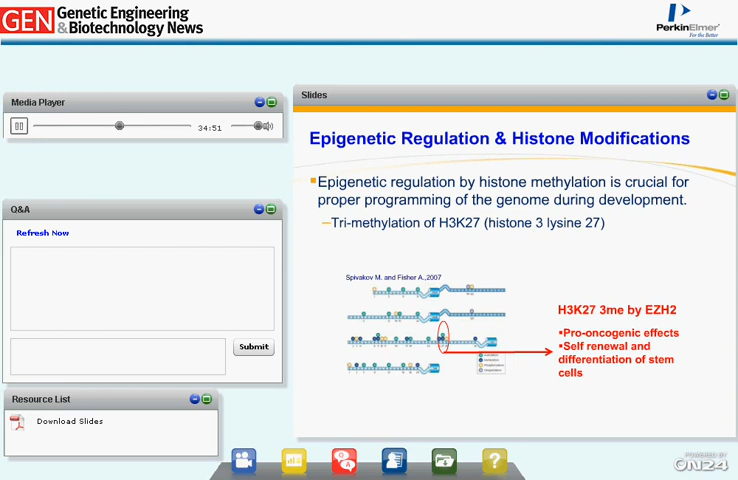 GEN Genetic Engineering
& Biotechnology News
PerkinElmer
For the Better
Media Player
34:51
Slides
Epigenetic Regulation & Histone Modifications
Epigenetic regulation by histone methylation is crucial for
proper programming of the genome during development.
–Tri-methylation of H3K27 (histone 3 lysine 27)
Q&A
Refresh Now
Submit
Spivakov M. and Fisher A.,2007
H3K27 3me by EZH2
Pro-oncogenic effects
Self renewal and
differentiation of stem
cells
Resource List
Download Slides
Q
A
?
POWERED BY
ON24